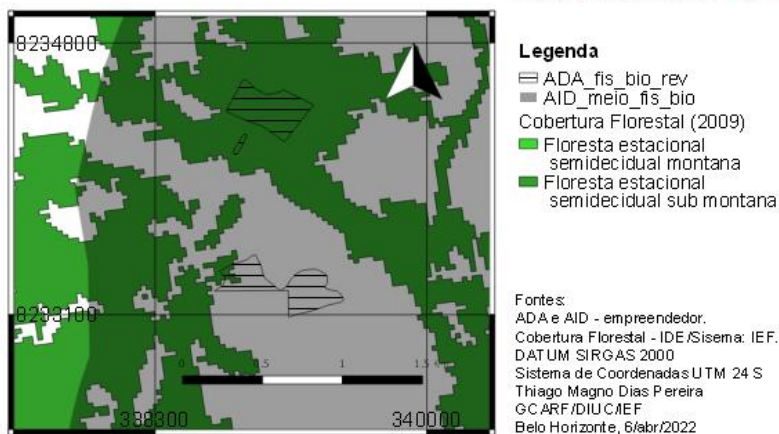 8234800
8233100
0
0.5
1
1.5
338300
340000
Legenda
ADA_fis_bio_rev
AID_meio_fis_bio
Cobertura Florestal (2009)
Floresta estacional
semidecidual montana
Floresta estacional
semidecidual sub montana
Fontes:
ADA e AID - empreendedor.
Cobertura Florestal - IDE/Sisema: IEF.
DATUM SIRGAS 2000
Sistema de Coordenadas UTM 24 S
Thiago Magno Dias Pereira
GCARF/DIUC/IEF
Belo Horizonte, 6/abr/2022